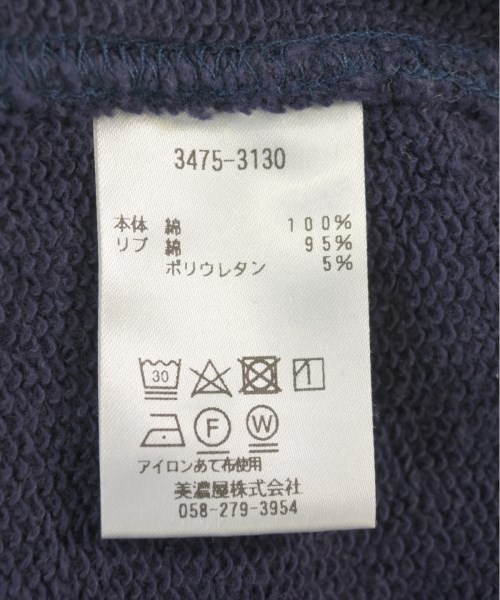 3475-3130
本体 綿 100%
リブ 綿 95%
ポリウレタン 5%
30
F W
アイロンあて布使用
美濃屋株式会社
058-279-3954